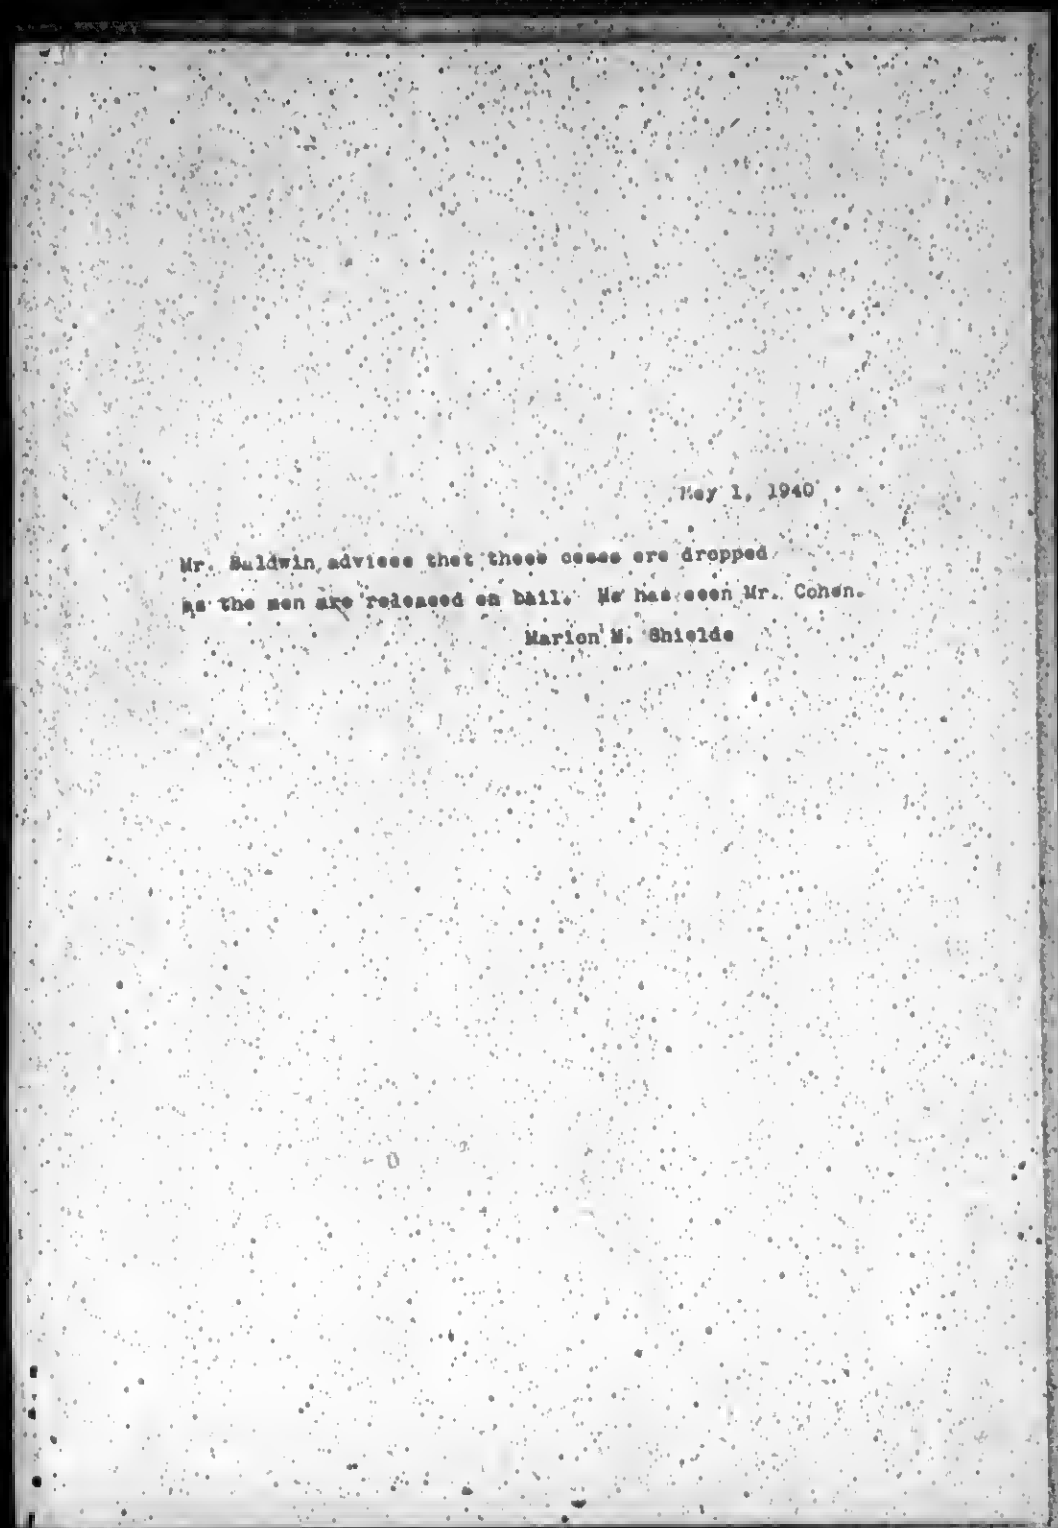 May 1, 1940
Mr. Baldwin advises that these cases are dropped
as the men are released on bail. He has seen Mr. Cohen.
Marion M. Shields